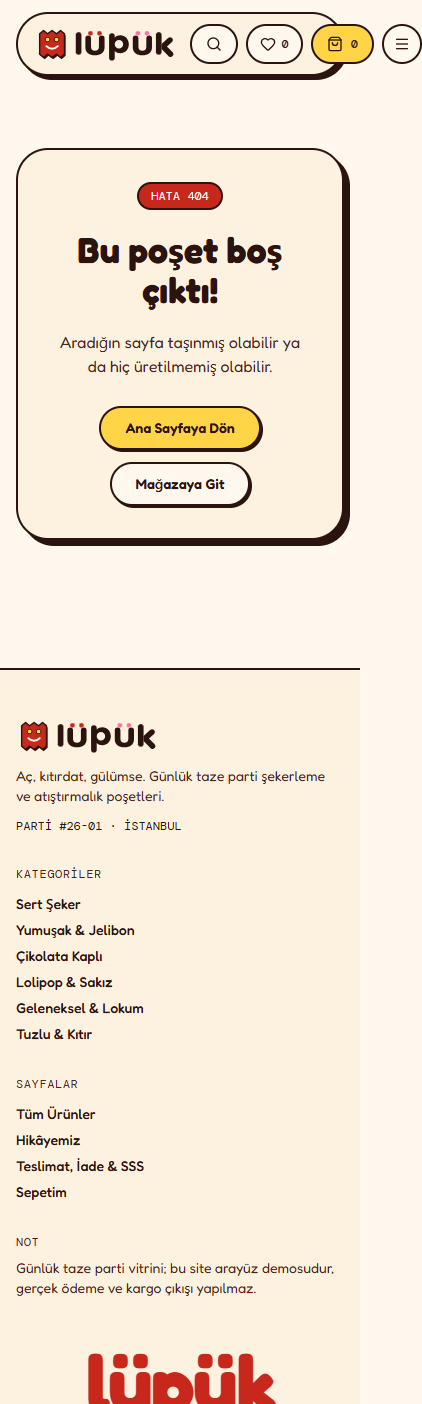 lüpük
0
0
HATA 404
Bu poşet boş
çıktı!
Aradığın sayfa taşınmış olabilir ya
da hiç üretilmemiş olabilir.
Ana Sayfaya Dön
Mağazaya Git
lüpük
Aç, kıtırdat, gülümse. Günlük taze parti şekerleme
ve atıştırmalık poşetleri.
PARTİ #26-01 · İSTANBUL
KATEGORİLER
Sert Şeker
Yumuşak & Jelibon
Çikolata Kaplı
Lolipop & Sakız
Geleneksel & Lokum
Tuzlu & Kıtır
SAYFALAR
Tüm Ürünler
Hikâyemiz
Teslimat, İade & SSS
Sepetim
NOT
Günlük taze parti vitrini; bu site arayüz demosudur,
gerçek ödeme ve kargo çıkışı yapılmaz.
lüpük